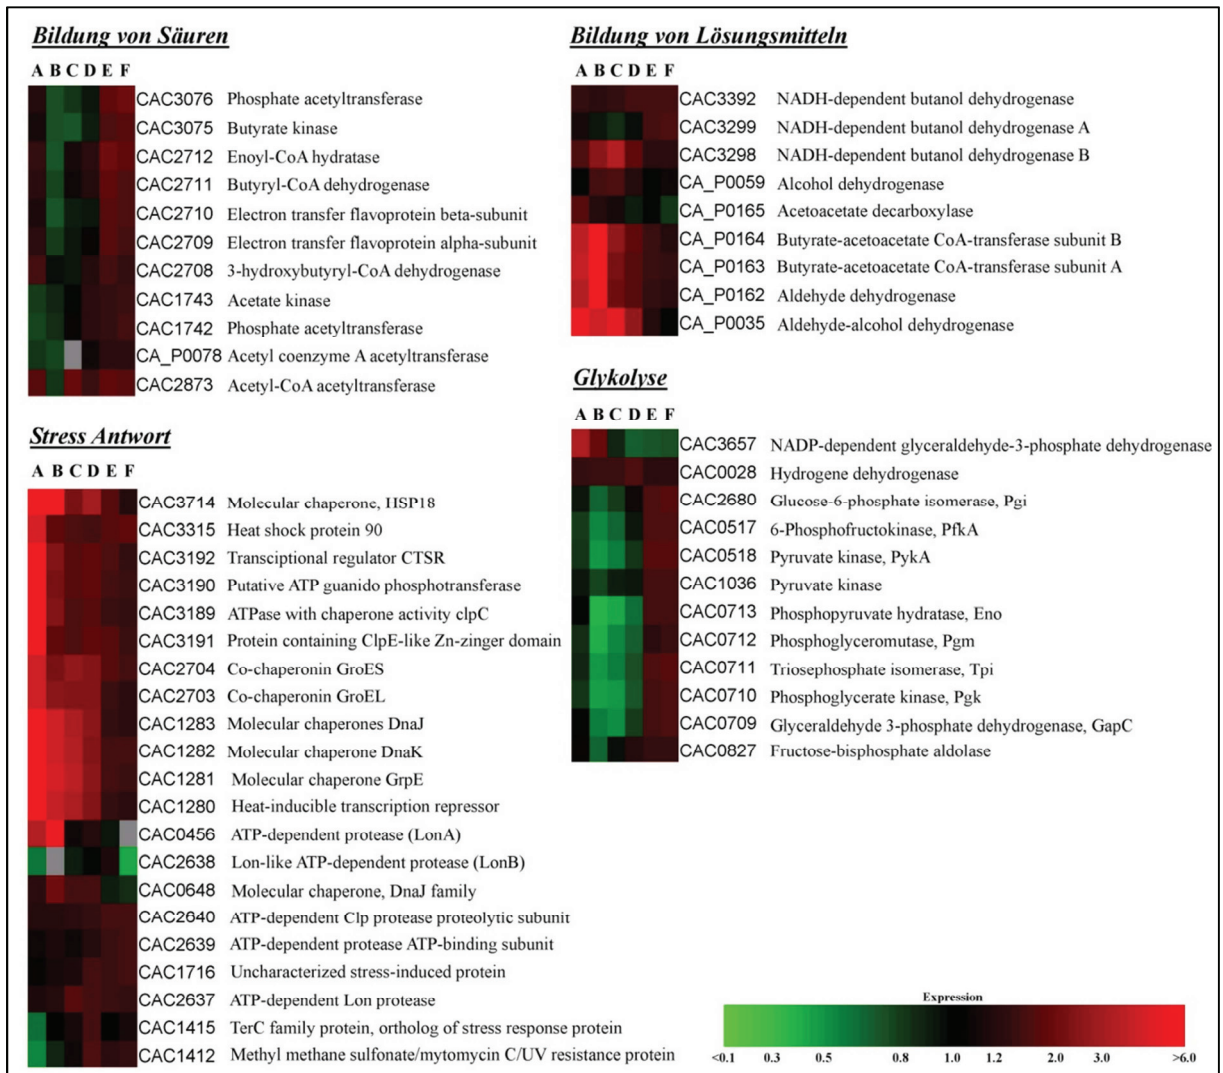 Bildung von Säuren
A B C D E F
CAC3076 Phosphate acetyltransferase
CAC3075 Butyrate kinase
CAC2712 Enoyl-CoA hydratase
CAC2711 Butyryl-CoA dehydrogenase
CAC2710 Electron transfer flavoprotein beta-subunit
CAC2709 Electron transfer flavoprotein alpha-subunit
CAC2708 3-hydroxybutyryl-CoA dehydrogenase
CAC1743 Acetate kinase
CAC1742 Phosphate acetyltransferase
CA_P0078 Acetyl coenzyme A acetyltransferase
CAC2873 Acetyl-CoA acetyltransferase
Stress Antwort
A B C D E F
CAC3714 Molecular chaperone, HSP18
CAC3315 Heat shock protein 90
CAC3192 Transciptional regulator CTSR
CAC3190 Putative ATP guanido phosphotransferase
CAC3189 ATPase with chaperone activity clpC
CAC3191 Protein containing ClpE-like Zn-zinger domain
CAC2704 Co-chaperonin GroES
CAC2703 Co-chaperonin GroEL
CAC1283 Molecular chaperones DnaJ
CAC1282 Molecular chaperone DnaK
CAC1281 Molecular chaperone GrpE
CAC1280 Heat-inducible transcription repressor
CAC0456 ATP-dependent protease (LonA)
CAC2638 Lon-like ATP-dependent protease (LonB)
CAC0648 Molecular chaperone, DnaJ family
CAC2640 ATP-dependent Clp protease proteolytic subunit
CAC2639 ATP-dependent protease ATP-binding subunit
CAC1716 Uncharacterized stress-induced protein
CAC2637 ATP-dependent Lon protease
CAC1415 TerC family protein, ortholog of stress response protein
CAC1412 Methyl methane sulfonate/mytomycin C/UV resistance protein
Bildung von Lösungsmitteln
A B C D E F
CAC3392 NADH-dependent butanol dehydrogenase
CAC3299 NADH-dependent butanol dehydrogenase A
CAC3298 NADH-dependent butanol dehydrogenase B
CA_P0059 Alcohol dehydrogenase
CA_P0165 Acetoacetate decarboxylase
CA_P0164 Butyrate-acetoacetate CoA-transferase subunit B
CA_P0163 Butyrate-acetoacetate CoA-transferase subunit A
CA_P0162 Aldehyde dehydrogenase
CA_P0035 Aldehyde-alcohol dehydrogenase
Glykolyse
A B C D E F
CAC3657 NADP-dependent glyceraldehyde-3-phosphate dehydrogenase
CAC0028 Hydrogene dehydrogenase
CAC2680 Glucose-6-phosphate isomerase, Pgi
CAC0517 6-Phosphofructokinase, PfkA
CAC0518 Pyruvate kinase, PykA
CAC1036 Pyruvate kinase
CAC0713 Phosphopyruvate hydratase, Eno
CAC0712 Phosphoglyceromutase, Pgm
CAC0711 Triosephosphate isomerase, Tpi
CAC0710 Phosphoglycerate kinase, Pgk
CAC0709 Glyceraldehyde 3-phosphate dehydrogenase, GapC
CAC0827 Fructose-bisphosphate aldolase
Expression
<0.1 0.3 0.5 0.8 1.0 1.2 2.0 3.0 >6.0